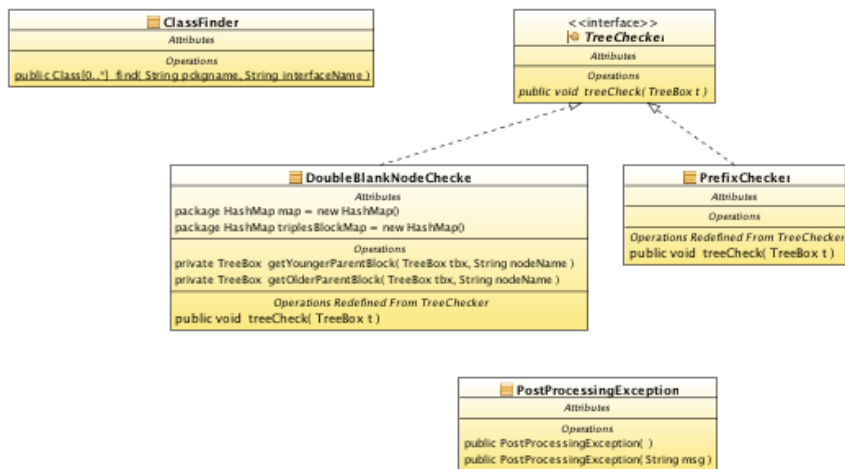 ClassFinder
Attributes
Operations
public Class[0..*] find( String pckgname, String interfaceName )
<<interface>>
TreeChecker
Attributes
Operations
public void treeCheck( TreeBox t )
DoubleBlankNodeChecke
Attributes
package HashMap map = new HashMap()
package HashMap triplesBlockMap = new HashMap()
Operations
private TreeBox getYoungerParentBlock( TreeBox tbx, String nodeName )
private TreeBox getOlderParentBlock( TreeBox tbx, String nodeName )
Operations Redefined From TreeChecker
public void treeCheck( TreeBox t )
PrefixChecker
Attributes
Operations
Operations Redefined From TreeChecker
public void treeCheck( TreeBox t )
PostProcessingException
Attributes
Operations
public PostProcessingException( )
public PostProcessingException( String msg )